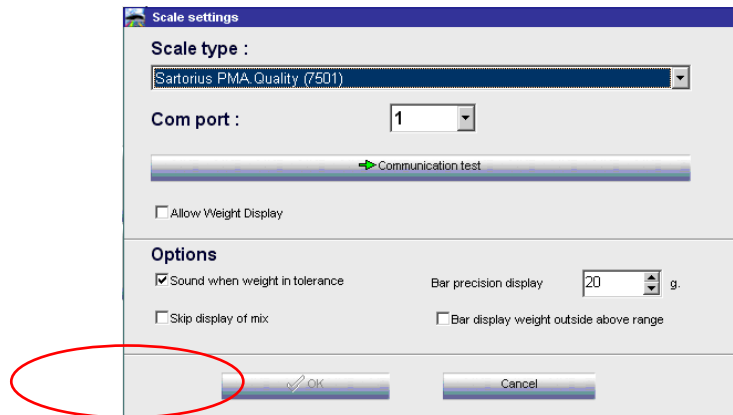 Scale settings
Scale type :
Sartorius PMA.Quality (7501)
Com port : 1
Communication test
Allow Weight Display
Options
Sound when weight in tolerance Bar precision display 20 g.
Skip display of mix Bar display weight outside above range
OK Cancel